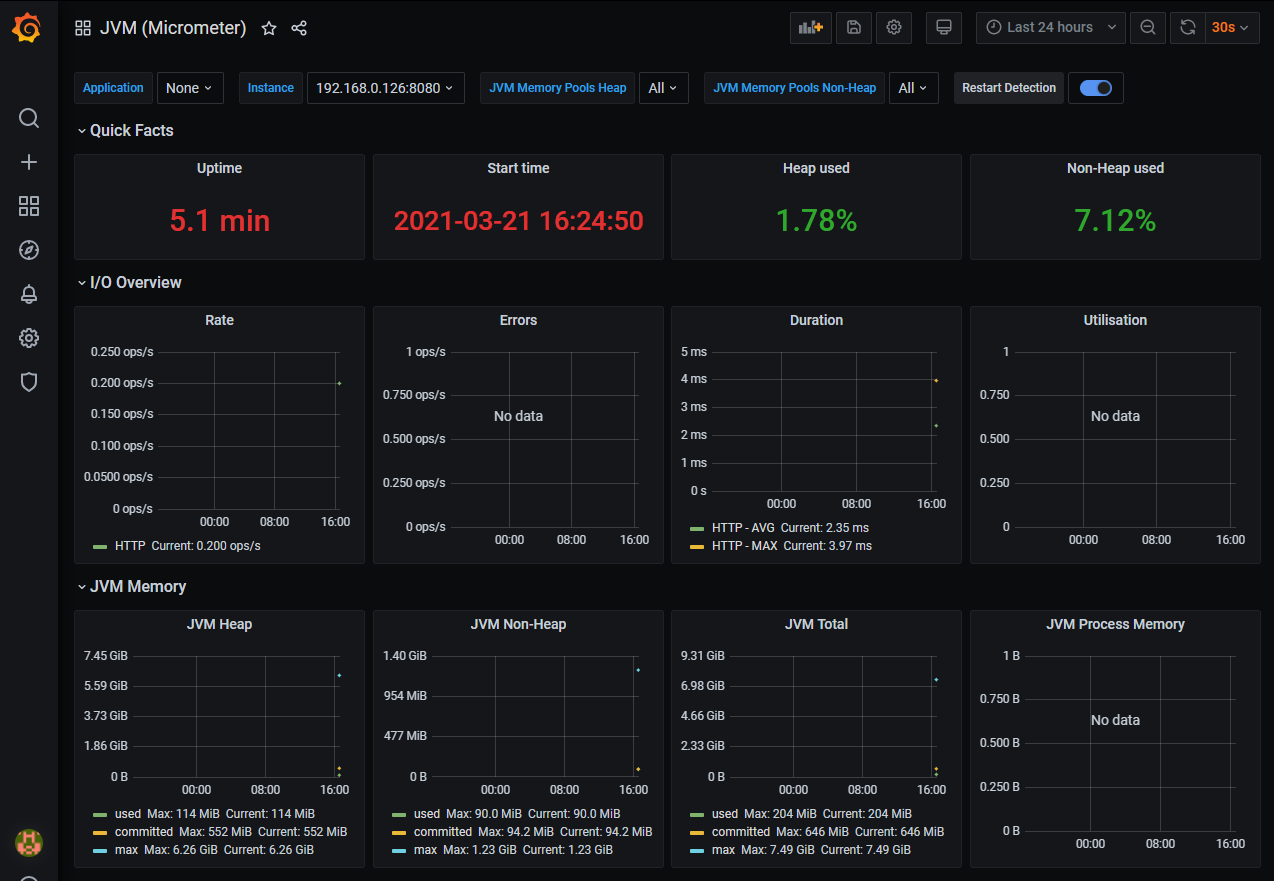 JVM (Micrometer)
Last 24 hours
30s
Application None
Instance 192.168.0.126:8080
JVM Memory Pools Heap All
JVM Memory Pools Non-Heap All
Restart Detection
Quick Facts
Uptime
5.1 min
Start time
2021-03-21 16:24:50
Heap used
1.78%
Non-Heap used
7.12%
I/O Overview
Rate
0.250 ops/s
0.200 ops/s
0.150 ops/s
0.100 ops/s
0.0500 ops/s
0 ops/s
00:00 08:00 16:00
HTTP Current: 0.200 ops/s
Errors
1 ops/s
0.750 ops/s
No data
0.500 ops/s
0.250 ops/s
0 ops/s
00:00 08:00 16:00
Duration
5 ms
4 ms
3 ms
2 ms
1 ms
0 s
00:00 08:00 16:00
HTTP - AVG Current: 2.35 ms
HTTP - MAX Current: 3.97 ms
Utilisation
1
0.750
No data
0.500
0.250
0
00:00 08:00 16:00
JVM Memory
JVM Heap
7.45 GiB
5.59 GiB
3.73 GiB
1.86 GiB
0 B
00:00 08:00 16:00
used Max: 114 MiB Current: 114 MiB
committed Max: 552 MiB Current: 552 MiB
max Max: 6.26 GiB Current: 6.26 GiB
JVM Non-Heap
1.40 GiB
954 MiB
477 MiB
0 B
00:00 08:00 16:00
used Max: 90.0 MiB Current: 90.0 MiB
committed Max: 94.2 MiB Current: 94.2 MiB
max Max: 1.23 GiB Current: 1.23 GiB
JVM Total
9.31 GiB
6.98 GiB
4.66 GiB
2.33 GiB
0 B
00:00 08:00 16:00
used Max: 204 MiB Current: 204 MiB
committed Max: 646 MiB Current: 646 MiB
max Max: 7.49 GiB Current: 7.49 GiB
JVM Process Memory
1 B
0.750 B
No data
0.500 B
0.250 B
0 B
00:00 08:00 16:00